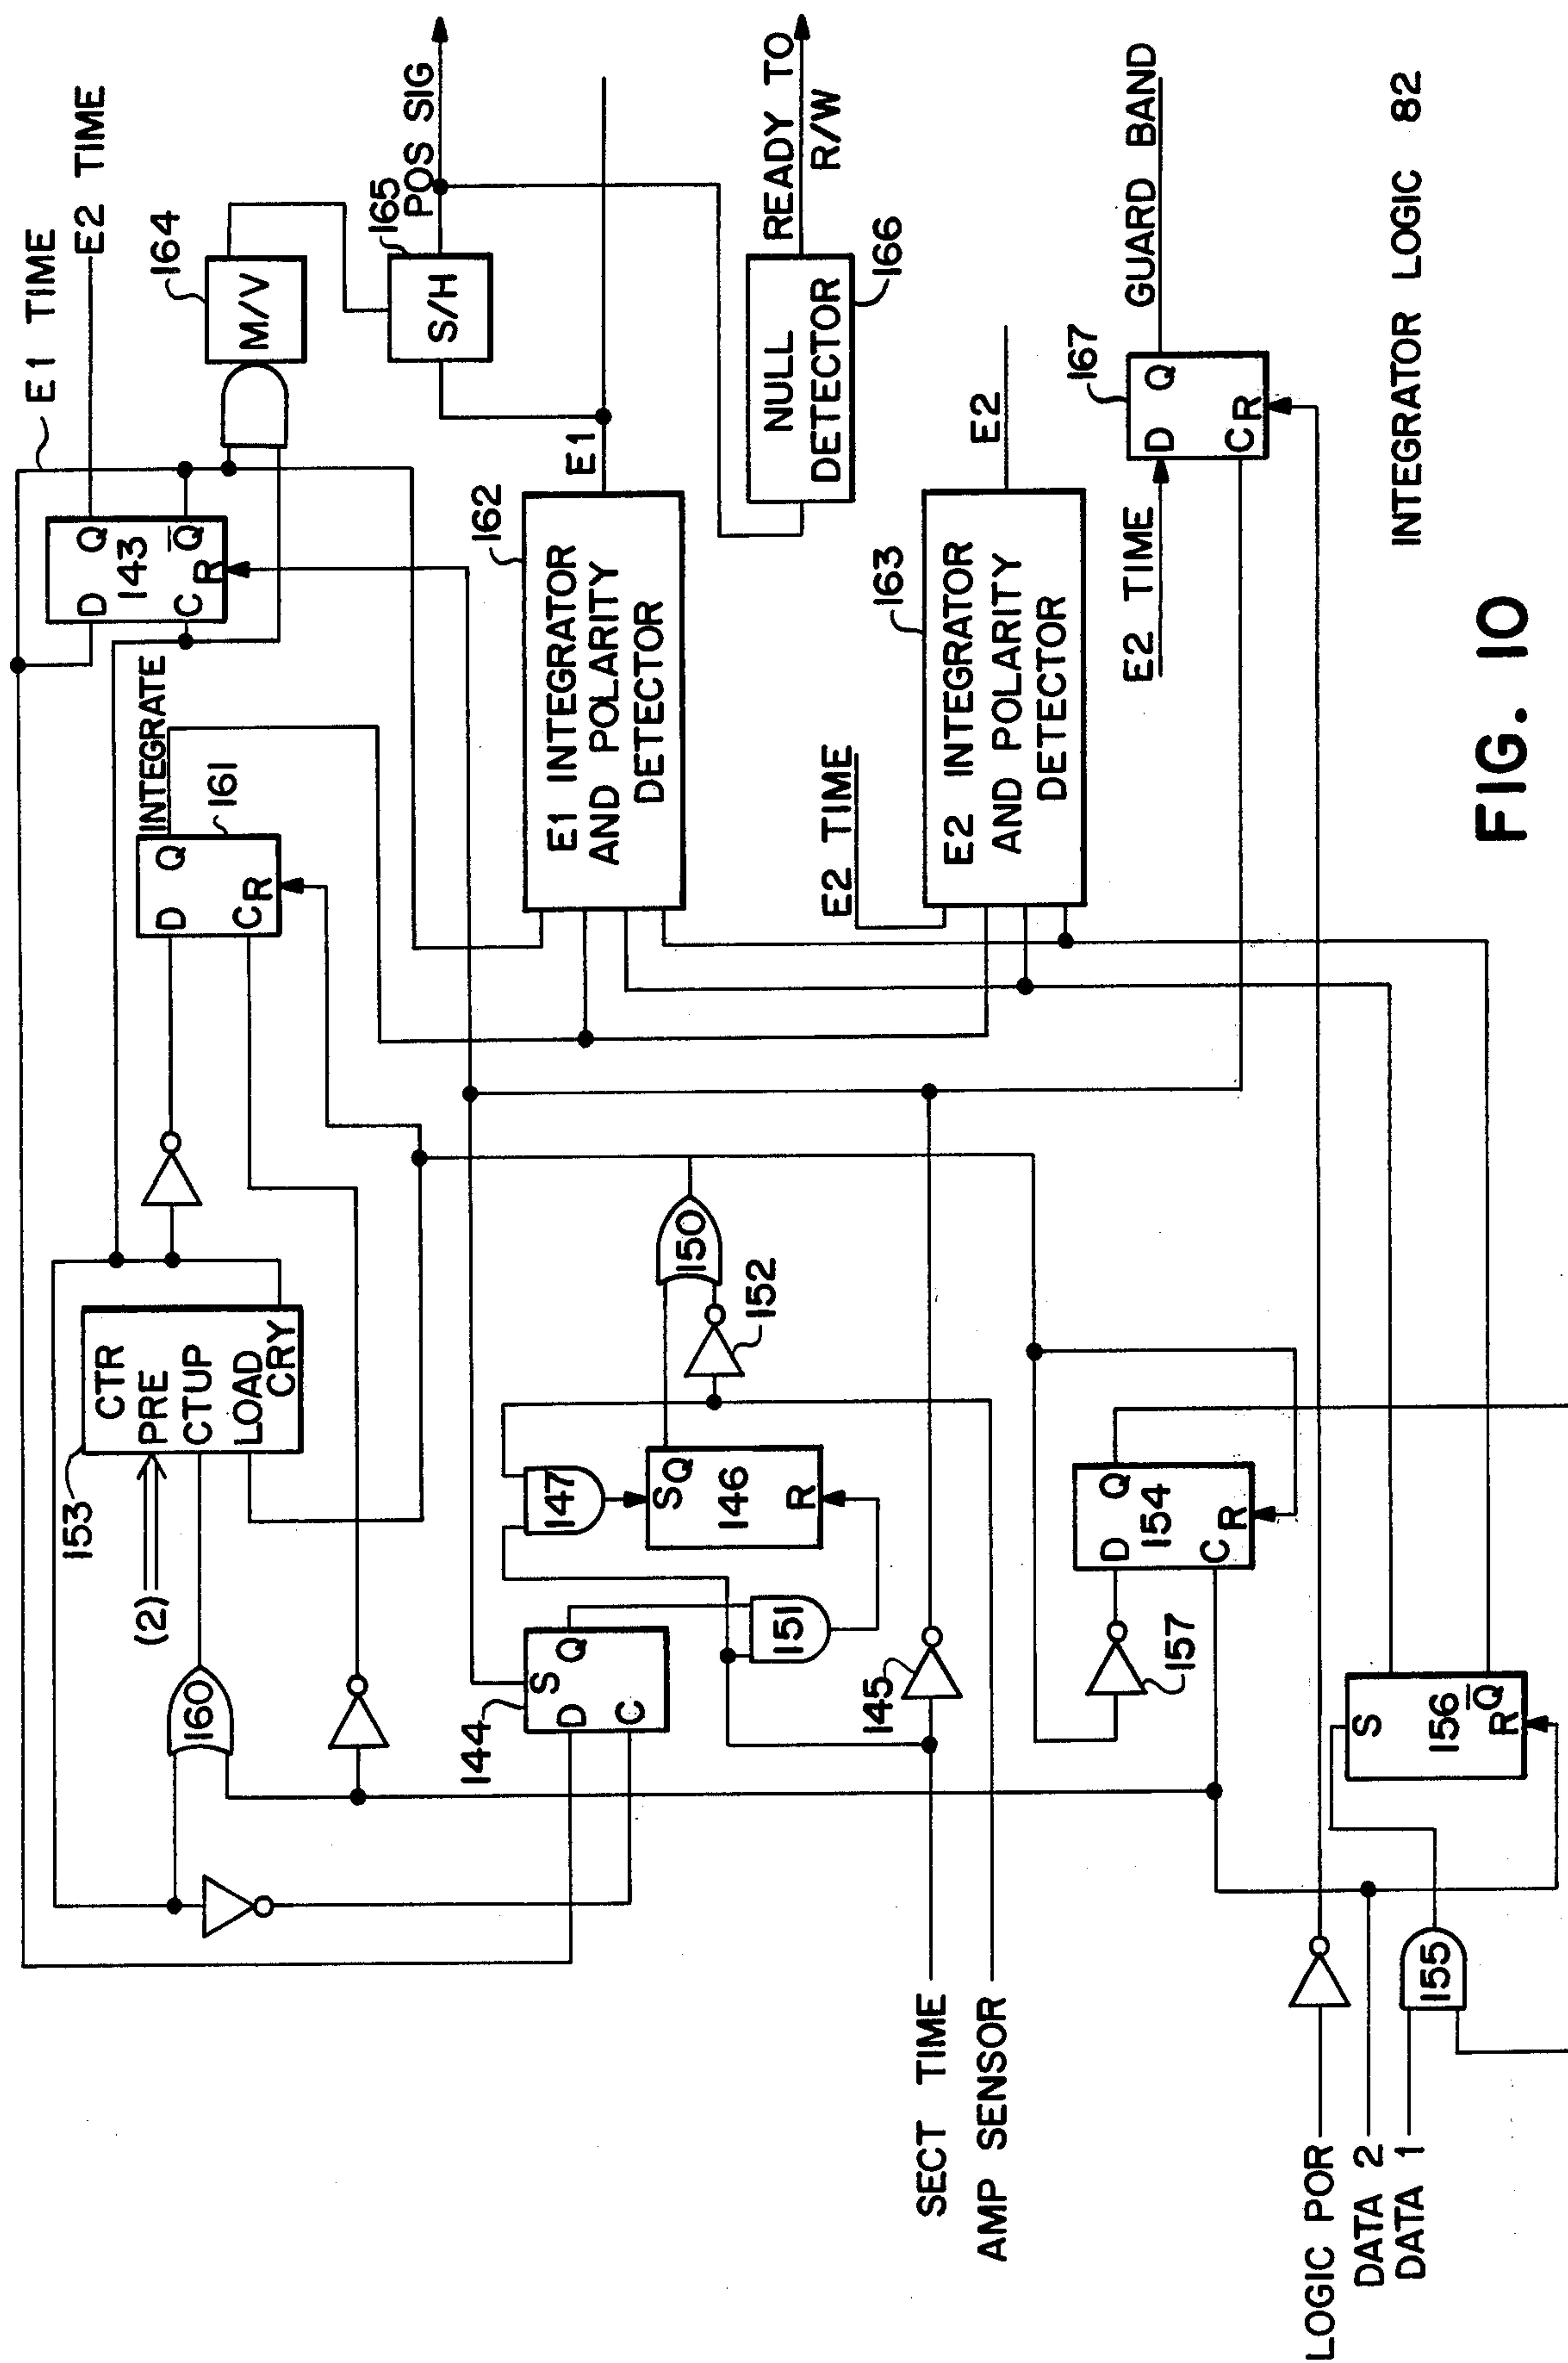 E1 TIME
E2 TIME
POS SIG
READY TO
R/W
GUARD BAND
164
M/V
165
S/H
166
NULL
DETECTOR
167
D Q
C R
E2 TIME
D Q
143
C Q
R
INTEGRATE
161
D Q
C R
162
E1 INTEGRATOR
AND POLARITY
DETECTOR
E1
163
E2 INTEGRATOR
AND POLARITY
DETECTOR
E2
E2 TIME
153
CTR
PRE
CTUP
LOAD
CRY
(2)
160
144
S
D Q
C
147
S Q
146
R
150
152
151
145
D Q
154
C R
157
S
156
Q
R
155
SECT TIME
AMP SENSOR
LOGIC POR
DATA 2
DATA 1
INTEGRATOR LOGIC 82
FIG. 10